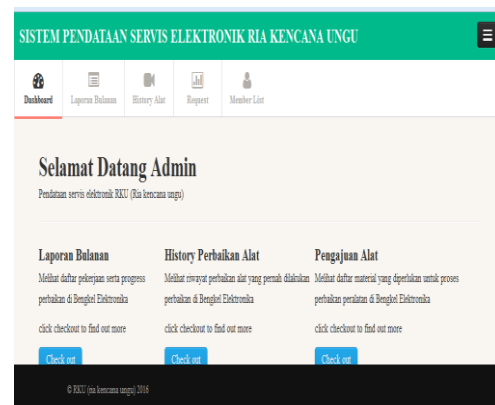 SISTEM PENDATAAN SERVIS ELEKTRONIK RIA KENCANA UNGU
Dashboard Laporan Bulanan History Alat Request Member List
Selamat Datang Admin
Pendataan servis elektronik RKU (Ria kencana ungu)
Laporan Bulanan
Melihat daftar pekerjaan serta progress
perbaikan di Bengkel Elektronika
click checkout to find out more
Check out
History Perbaikan Alat
Melihat riwayat perbaikan alat yang pernah dilakukan
perbaikan di Bengkel Elektronika
click checkout to find out more
Check out
Pengajuan Alat
Melihat daftar material yang diperlukan untuk proses
perbaikan peralatan di Bengkel Elektronika
click checkout to find out more
Check out
© RKU (ria kencana ungu) 2016